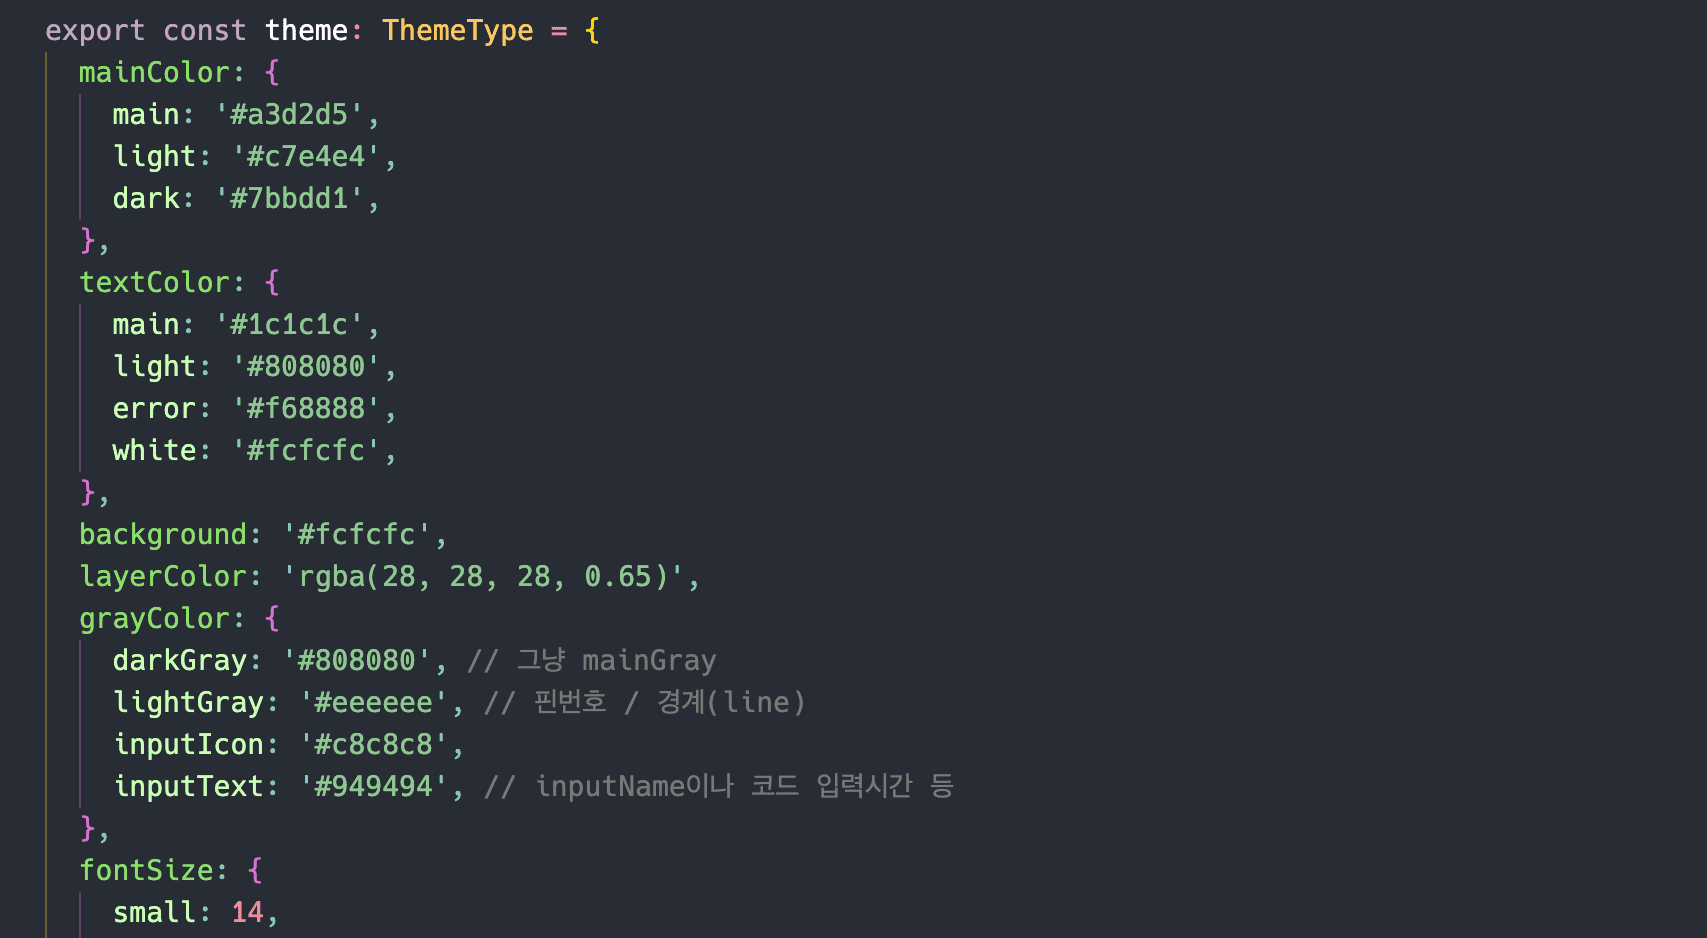 export const theme: ThemeType = {
mainColor: {
main: '#a3d2d5',
light: '#c7e4e4',
dark: '#7bbdd1',
},
textColor: {
main: '#1c1c1c',
light: '#808080',
error: '#f68888',
white: '#fcfcfc',
},
background: '#fcfcfc',
layerColor: 'rgba(28, 28, 28, 0.65)',
grayColor: {
darkGray: '#808080', // 그냥 mainGray
lightGray: '#eeeeee', // 핀번호 / 경계(line)
inputIcon: '#c8c8c8',
inputText: '#949494', // inputName이나 코드 입력시간 등
},
fontSize: {
small: 14,